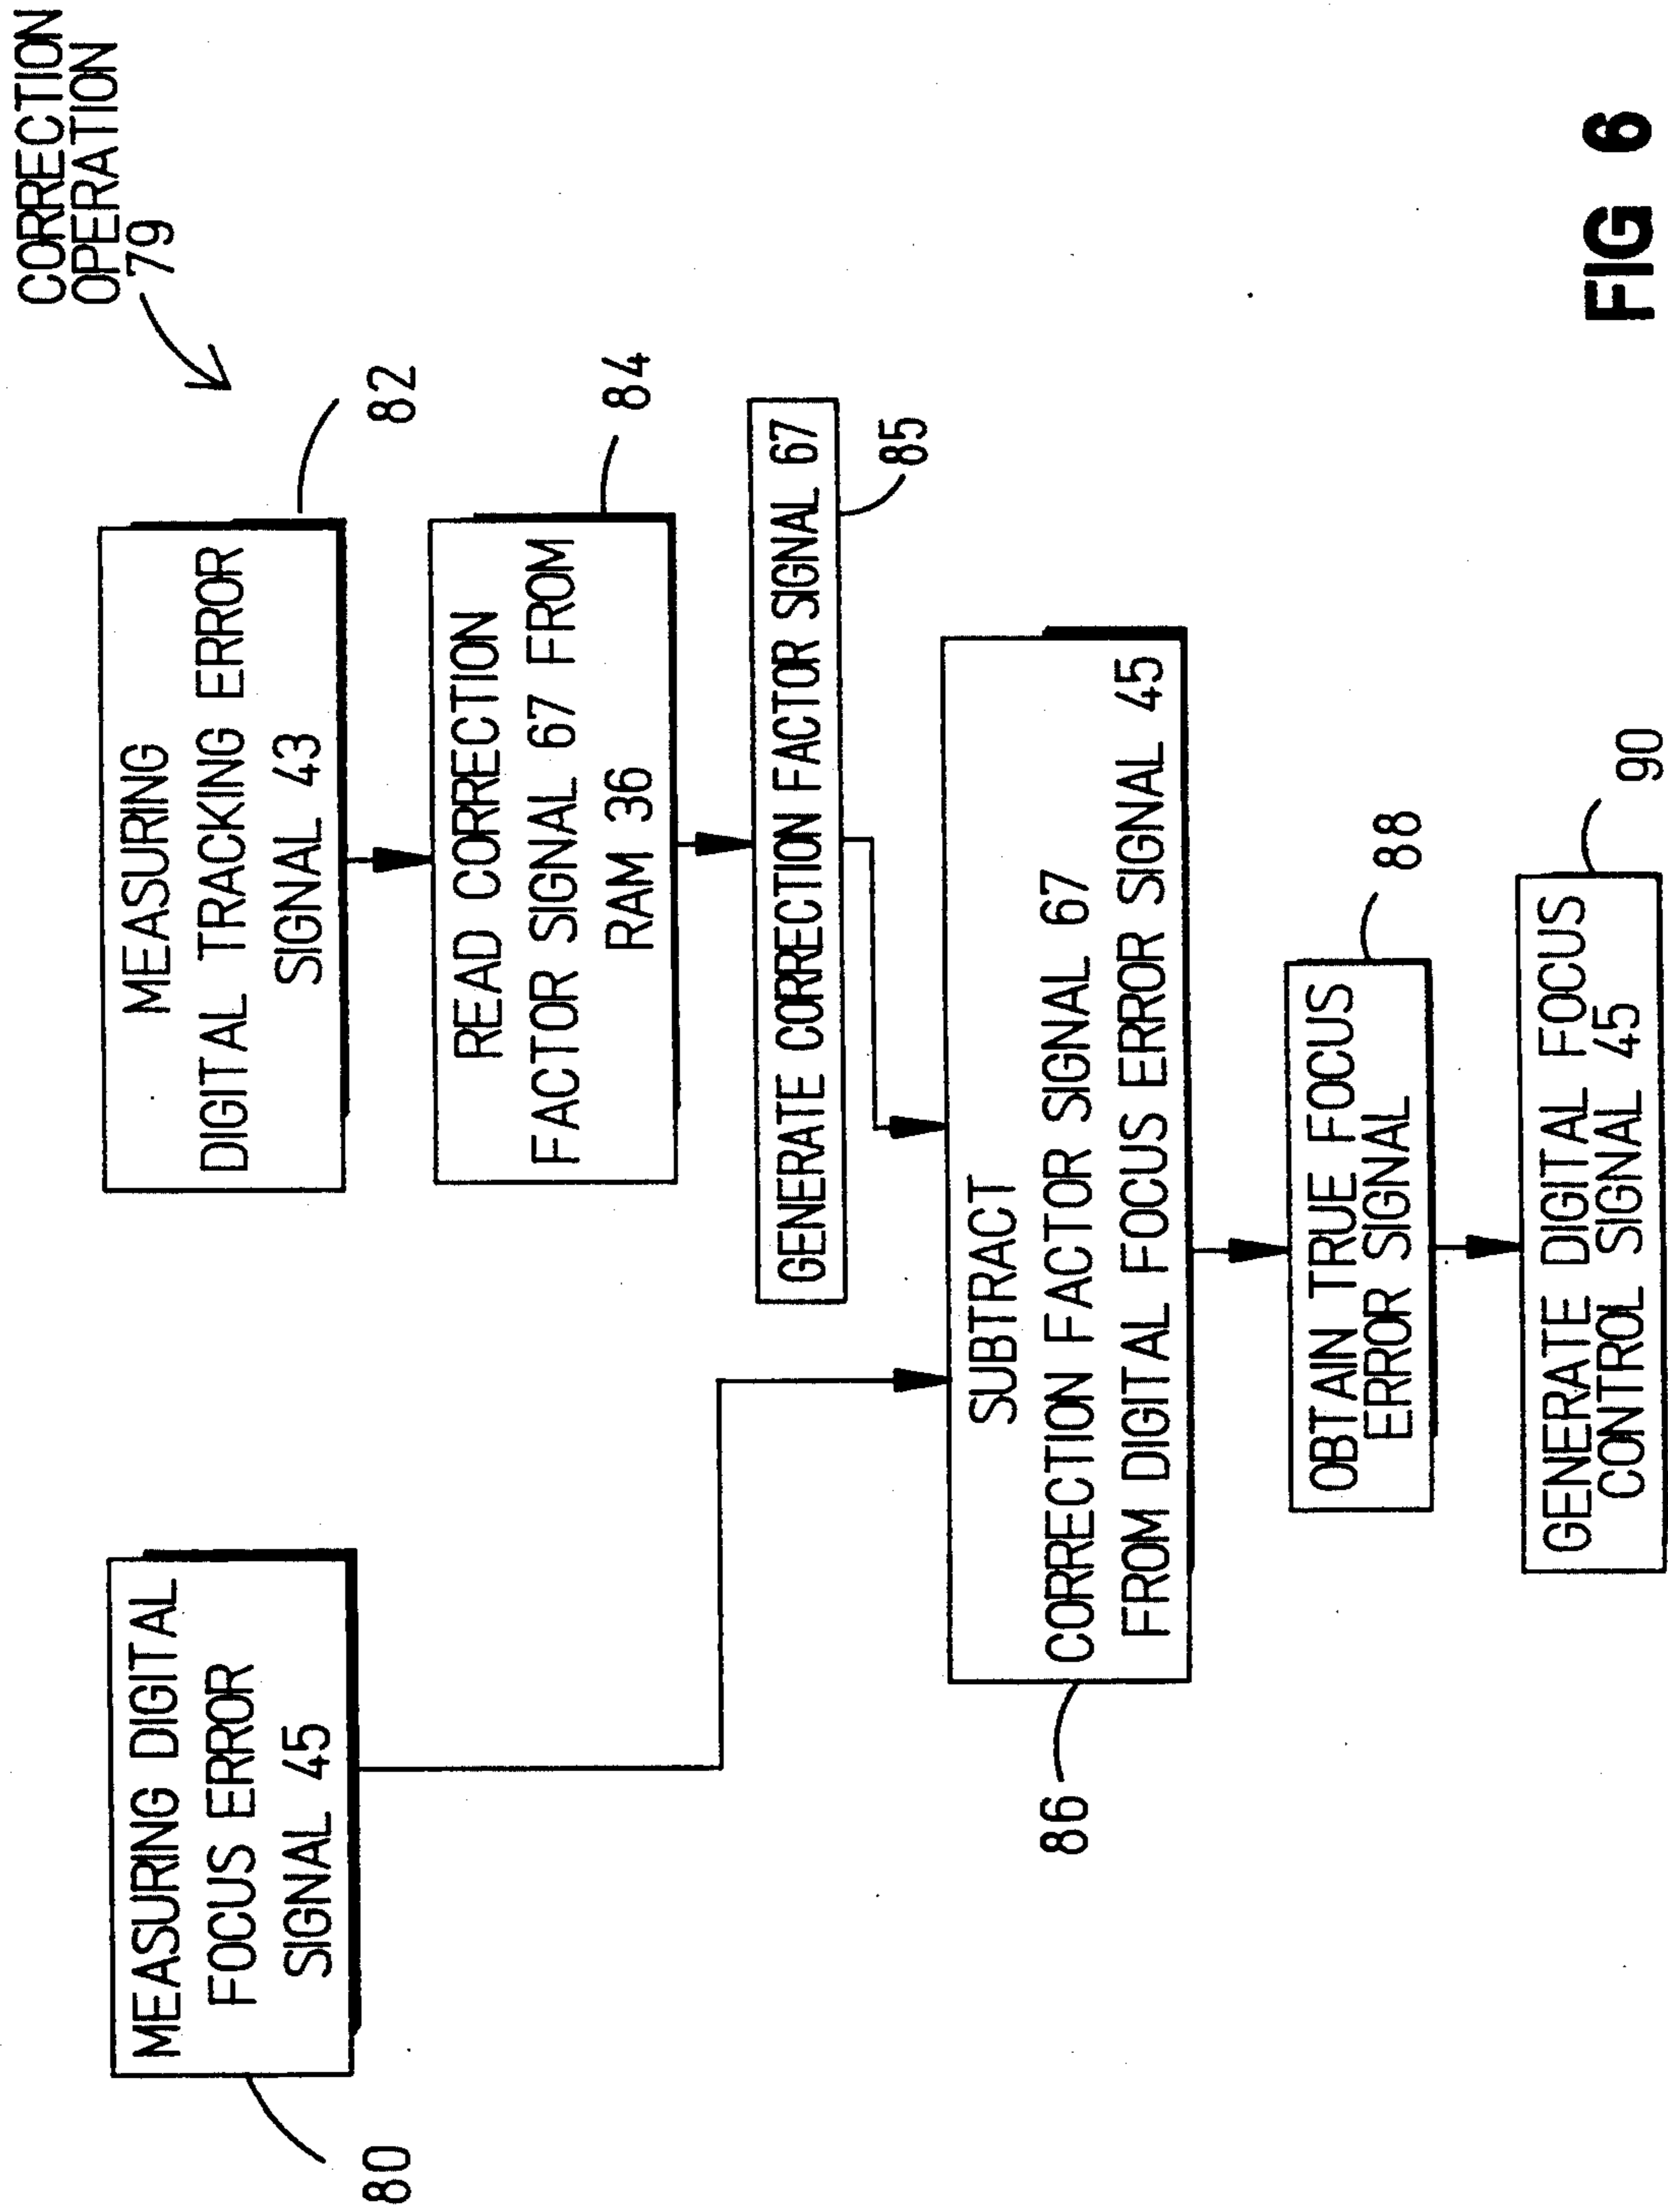 CORRECTION
OPERATION
79
MEASURING DIGITAL
FOCUS ERROR
SIGNAL 45
80
MEASURING
DIGITAL TRACKING ERROR
SIGNAL 43
82
READ CORRECTION
FACTOR SIGNAL 67 FROM
RAM 36
84
GENERATE CORRECTION FACTOR SIGNAL 67
85
SUBTRACT
CORRECTION FACTOR SIGNAL 67
FROM DIGITAL FOCUS ERROR SIGNAL 45
86
OBTAIN TRUE FOCUS
ERROR SIGNAL
88
GENERATE DIGITAL FOCUS
CONTROL SIGNAL 45
90
FIG 6